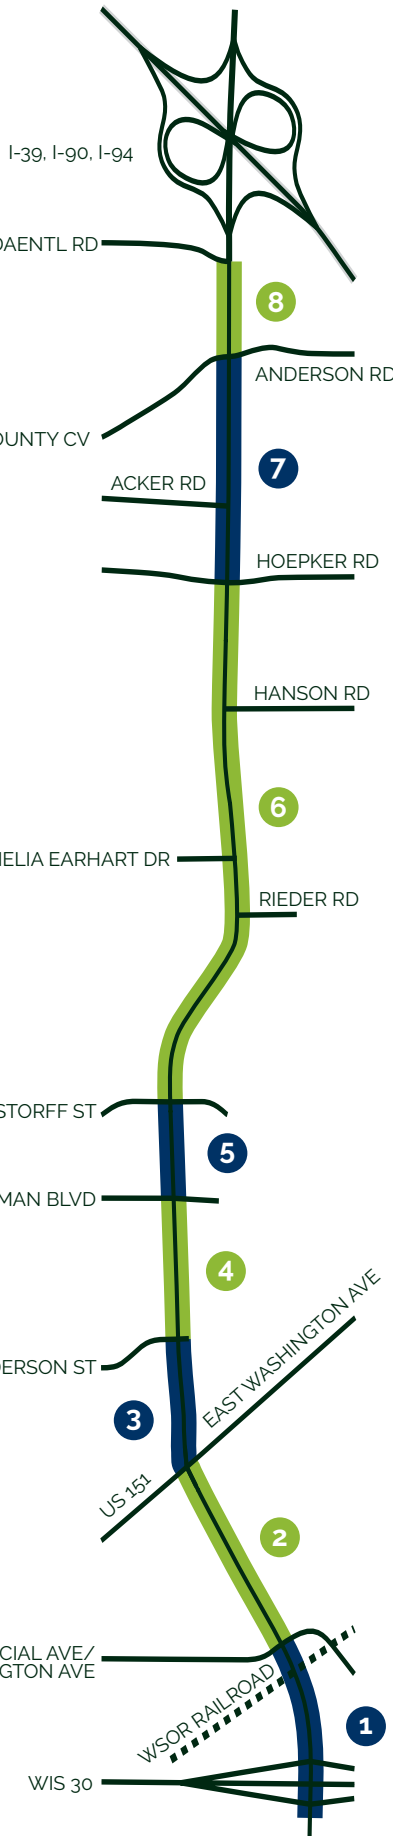 I-39, I-90, I-94
DAENTL RD
8
ANDERSON RD
OUNTY CV
7
ACKER RD
HOEPKER RD
HANSON RD
6
ELIA EARHART DR
RIEDER RD
STORFF ST
5
MAN BLVD
4
EAST WASHINGTON AVE
ERSON ST
3
US 151
2
CIAL AVE/
GTON AVE
WSOR RAILROAD
1
WIS 30